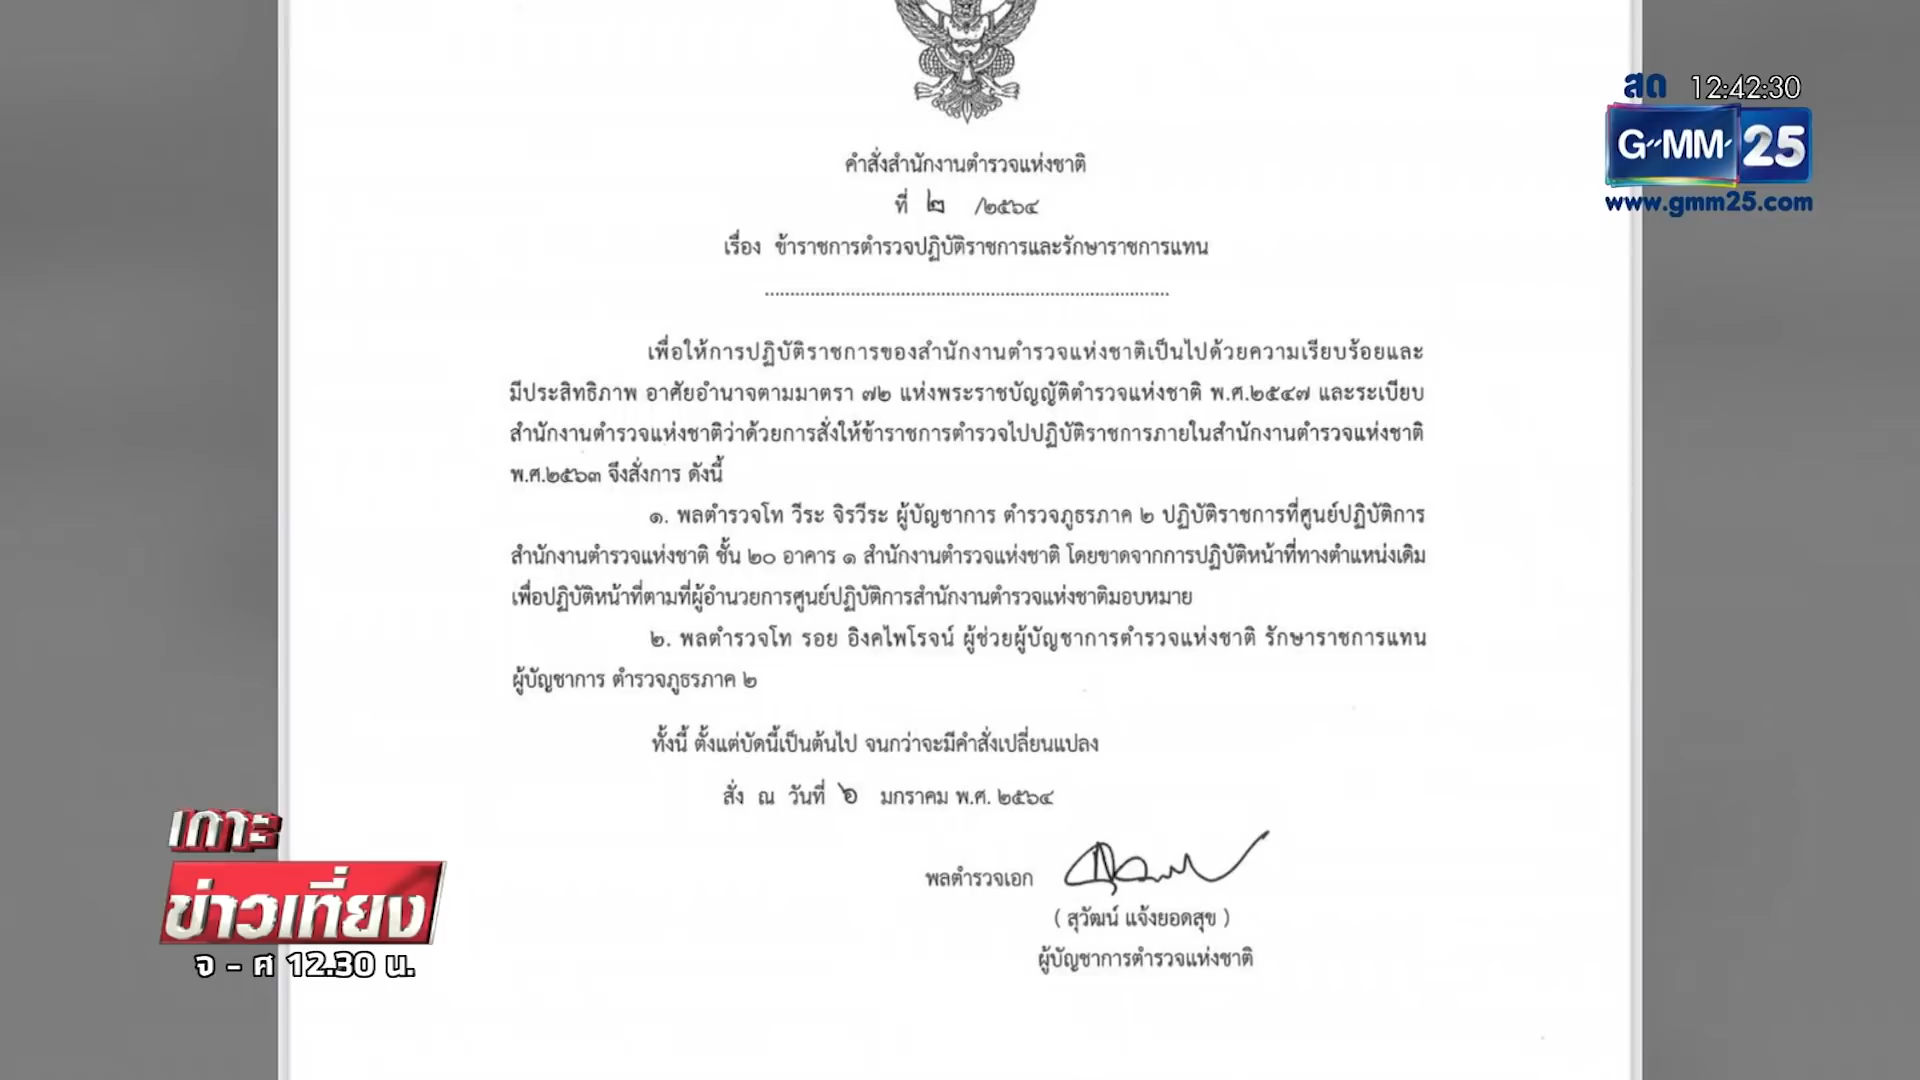 สด 12:42:30
G-MM-25
www.gmm25.com
คำสั่งสำนักงานตำรวจแห่งชาติ
ที่ ๒ /๒๕๖๔
เรื่อง ข้าราชการตำรวจปฏิบัติราชการและรักษาราชการแทน
เพื่อให้การปฏิบัติราชการของสำนักงานตำรวจแห่งชาติเป็นไปด้วยความเรียบร้อยและ
มีประสิทธิภาพ อาศัยอำนาจตามมาตรา ๗๒ แห่งพระราชบัญญัติตำรวจแห่งชาติ พ.ศ.๒๕๔๗ และระเบียบ
สำนักงานตำรวจแห่งชาติว่าด้วยการสั่งให้ข้าราชการตำรวจไปปฏิบัติราชการภายในสำนักงานตำรวจแห่งชาติ
พ.ศ.๒๕๖๓ จึงสั่งการ ดังนี้
๑. พลตำรวจโท วีระ จิรวีระ ผู้บัญชาการ ตำรวจภูธรภาค ๒ ปฏิบัติราชการที่ศูนย์ปฏิบัติการ
สำนักงานตำรวจแห่งชาติ ชั้น ๒๐ อาคาร ๑ สำนักงานตำรวจแห่งชาติ โดยขาดจากการปฏิบัติหน้าที่ทางตำแหน่งเดิม
เพื่อปฏิบัติหน้าที่ตามที่ผู้อำนวยการศูนย์ปฏิบัติการสำนักงานตำรวจแห่งชาติมอบหมาย
๒. พลตำรวจโท รอย อิงคไพโรจน์ ผู้ช่วยผู้บัญชาการตำรวจแห่งชาติ รักษาราชการแทน
ผู้บัญชาการ ตำรวจภูธรภาค ๒
ทั้งนี้ ตั้งแต่บัดนี้เป็นต้นไป จนกว่าจะมีคำสั่งเปลี่ยนแปลง
สั่ง ณ วันที่ ๖ มกราคม พ.ศ. ๒๕๖๔
พลตำรวจเอก
( สุวัฒน์ แจ้งยอดสุข )
ผู้บัญชาการตำรวจแห่งชาติ
เกาะ
ข่าวเที่ยง
จ - ศ 12.30 น.